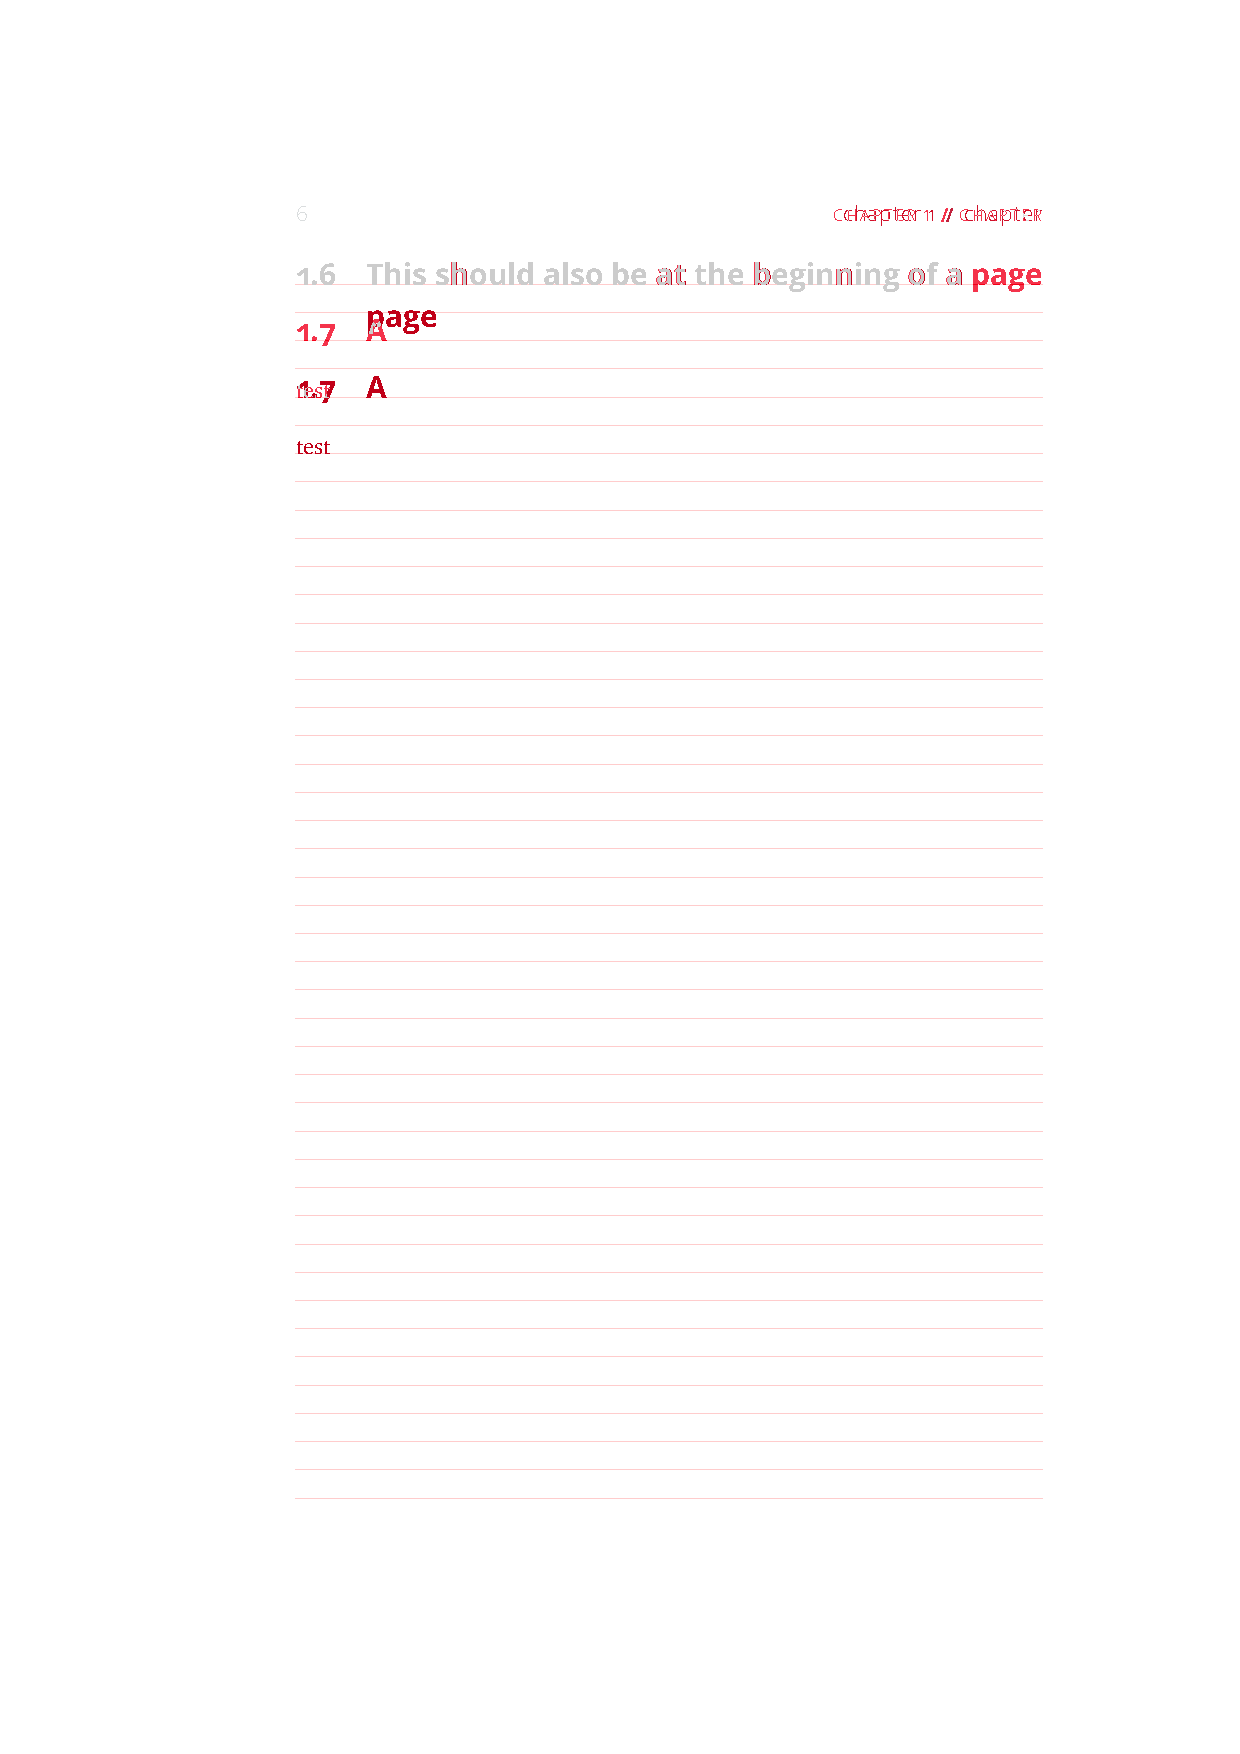 6 chapter 1 // chapter
1.6 This should also be at the beginning of a page
page
1.7 A
1.7 A
test
test